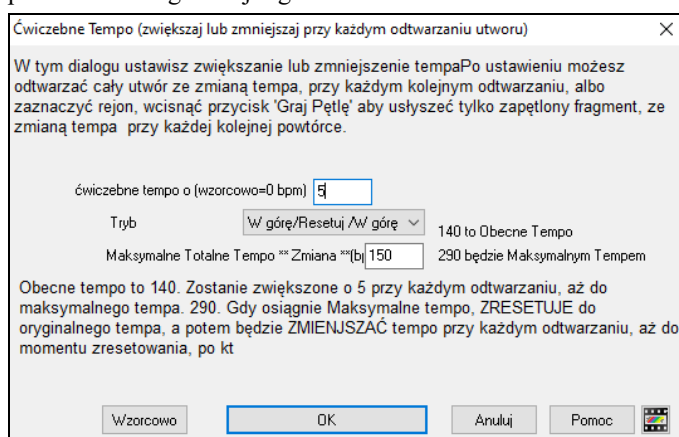 Ćwiczebne Tempo (zwiększaj lub zmniejszaj przy każdym odtwarzaniu utworu)
W tym dialogu ustawisz zwiększanie lub zmniejszenie tempaPo ustawieniu możesz
odtwarzać cały utwór ze zmianą tempa, przy każdym kolejnym odtwarzaniu, albo
zaznaczyć rejon, wcisnąć przycisk 'Graj Pętlę' aby usłyszeć tylko zapętlony fragment, ze
zmianą tempa przy każdej kolejnej powtórce.
ćwiczebne tempo o (wzorcowo=0 bpm) 5
Tryb W górę/Resetuj /W górę 140 to Obecne Tempo
Maksymalne Totalne Tempo ** Zmiana **(b 150 290 będzie Maksymalnym Tempem
Obecne tempo to 140. Zostanie zwiększone o 5 przy każdym odtwarzaniu, aż do
maksymalnego tempa. 290. Gdy osiągnie Maksymalne tempo, ZRESETUJE do
oryginalnego tempa, a potem będzie ZMIENJSZAĆ tempo przy każdym odtwarzaniu, aż do
momentu zresetowania, po kt
Wzorcowo OK Anuluj Pomoc